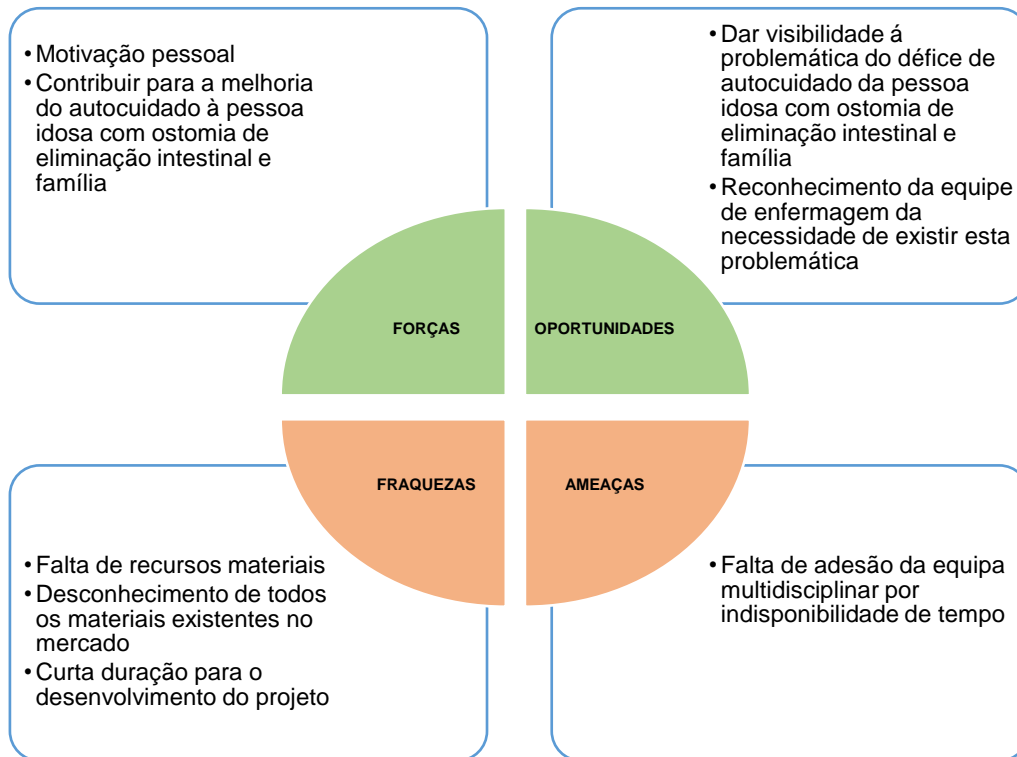 • Motivação pessoal
• Contribuir para a melhoria
do autocuidado à pessoa
idosa com ostomia de
eliminação intestinal e
família
• Dar visibilidade á
problemática do défice de
autocuidado da pessoa
idosa com ostomia de
eliminação intestinal e
família
• Reconhecimento da equipe
de enfermagem da
necessidade de existir esta
problemática
FORÇAS
OPORTUNIDADES
FRAQUEZAS
AMEAÇAS
• Falta de recursos materiais
• Desconhecimento de todos
os materiais existentes no
mercado
• Curta duração para o
desenvolvimento do projeto
• Falta de adesão da equipa
multidisciplinar por
indisponibilidade de tempo